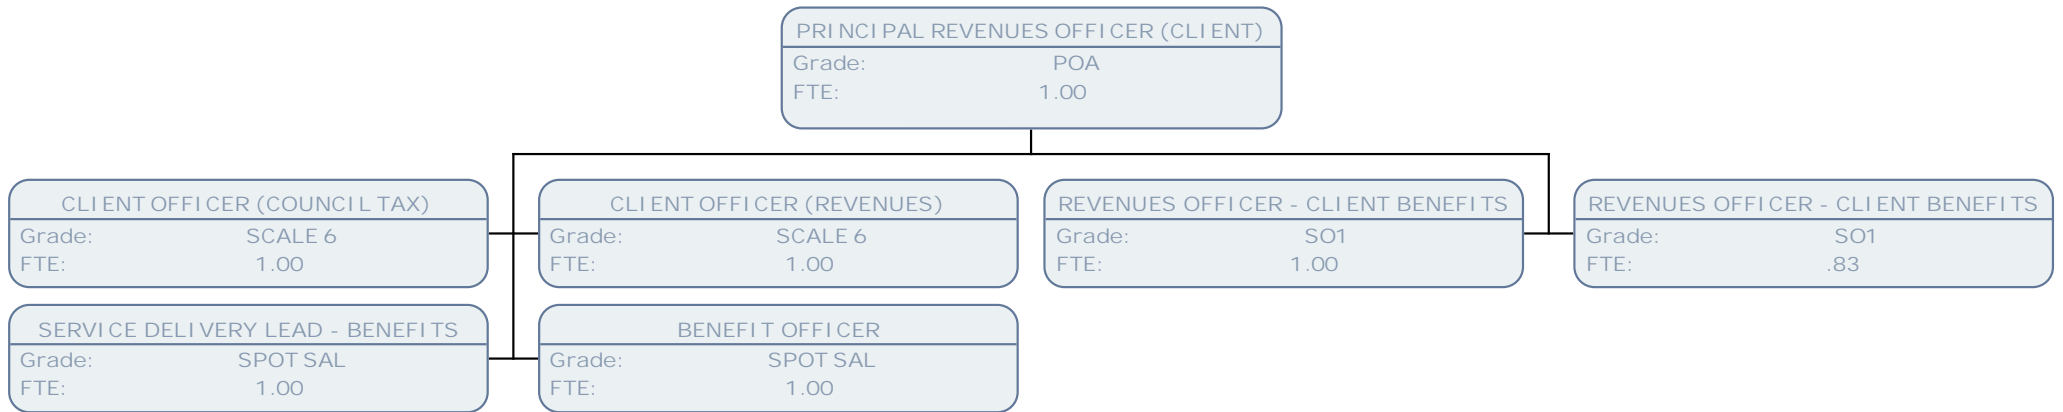 PRINCIPAL REVENUES OFFICER (CLIENT)
Grade: POA
FTE: 1.00
CLIENT OFFICER (COUNCIL TAX)
Grade: SCALE 6
FTE: 1.00
CLIENT OFFICER (REVENUES)
Grade: SCALE 6
FTE: 1.00
REVENUES OFFICER - CLIENT BENEFITS
Grade: SO1
FTE: 1.00
REVENUES OFFICER - CLIENT BENEFITS
Grade: SO1
FTE: .83
SERVICE DELIVERY LEAD - BENEFITS
Grade: SPOT SAL
FTE: 1.00
BENEFIT OFFICER
Grade: SPOT SAL
FTE: 1.00